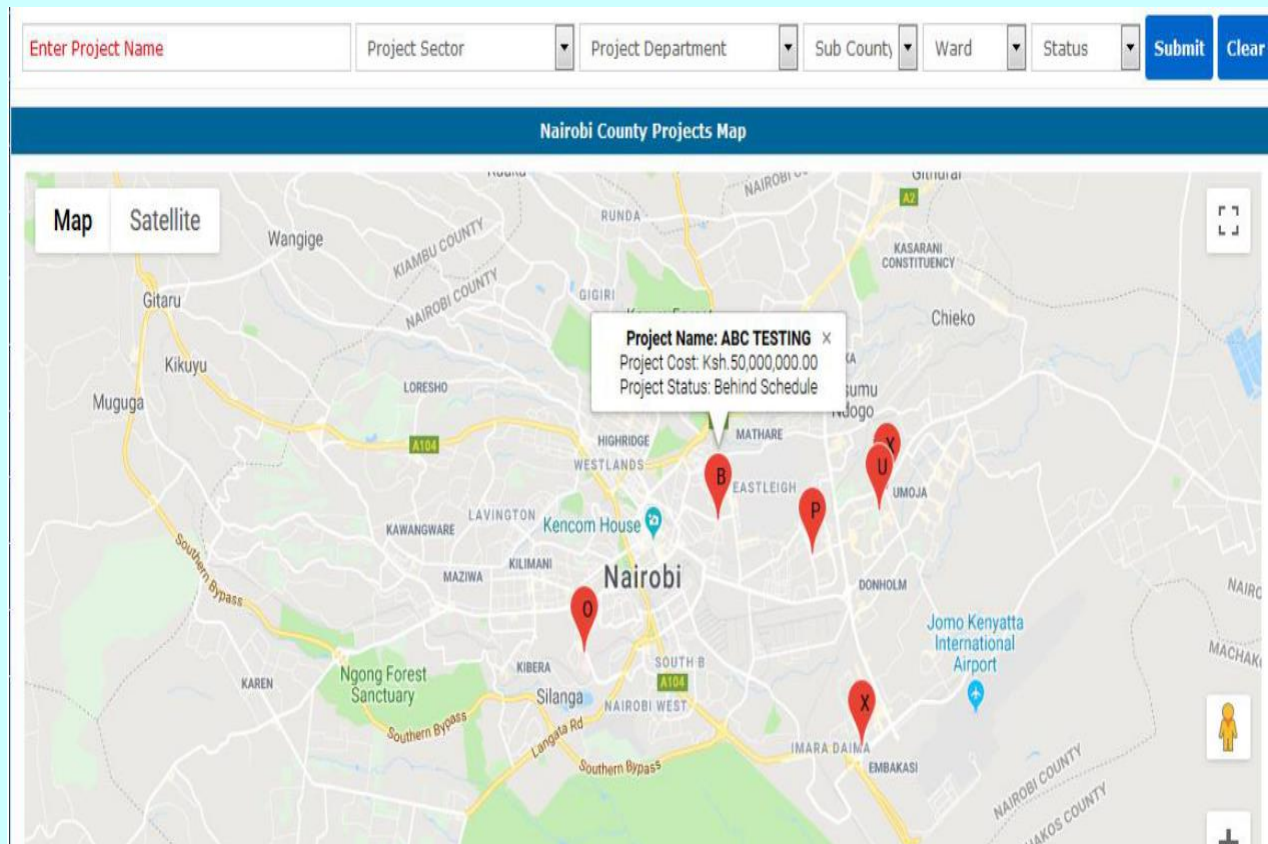 Enter Project Name
Project Sector
Project Department
Sub County
Ward
Status
Submit
Clear
Nairobi County Projects Map
Map
Satellite
Wangige
KIAMBU COUNTY
NAIROBI COUNTY
RUNDA
NAIROBI
Githurai
A2
KASARANI
CONSTITUENCY
Gitaru
GIGIRI
Chieko
Project Name: ABC TESTING ×
Project Cost: Ksh.50,000,000.00
Project Status: Behind Schedule
Kikuyu
LORESHO
Muguga
Ndogo
A104
HIGHRIDGE
MATHARE
WESTLANDS
X
U
B
EASTLEIGH
UMOJA
P
LAVINGTON
Kencom House
KAWANGWARE
KILIMANI
MAZIWA
Nairobi
DONHOLM
Southern Bypass
O
Jomo Kenyatta
International
Airport
KIBERA
SOUTH B
A104
KAREN
Ngong Forest
Sanctuary
Silanga
NAIROBI WEST
X
Southern Bypass
Langata Rd
IMARA DAIMA
EMBAKASI
Southern Bypass
NAIROBI COUNTY